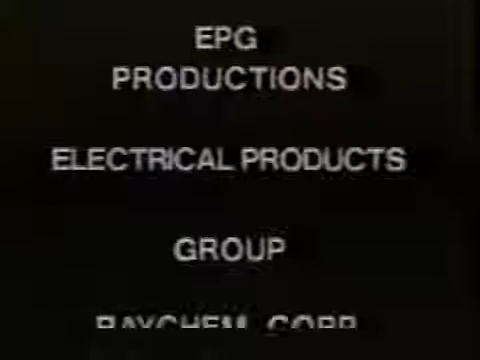 EPG
PRODUCTIONS
ELECTRICAL PRODUCTS
GROUP
RAYCHEM CORP